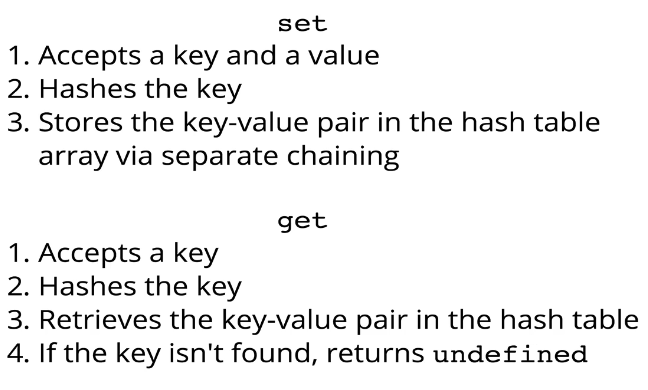 set
1. Accepts a key and a value
2. Hashes the key
3. Stores the key-value pair in the hash table
array via separate chaining
get
1. Accepts a key
2. Hashes the key
3. Retrieves the key-value pair in the hash table
4. If the key isn't found, returns undefined